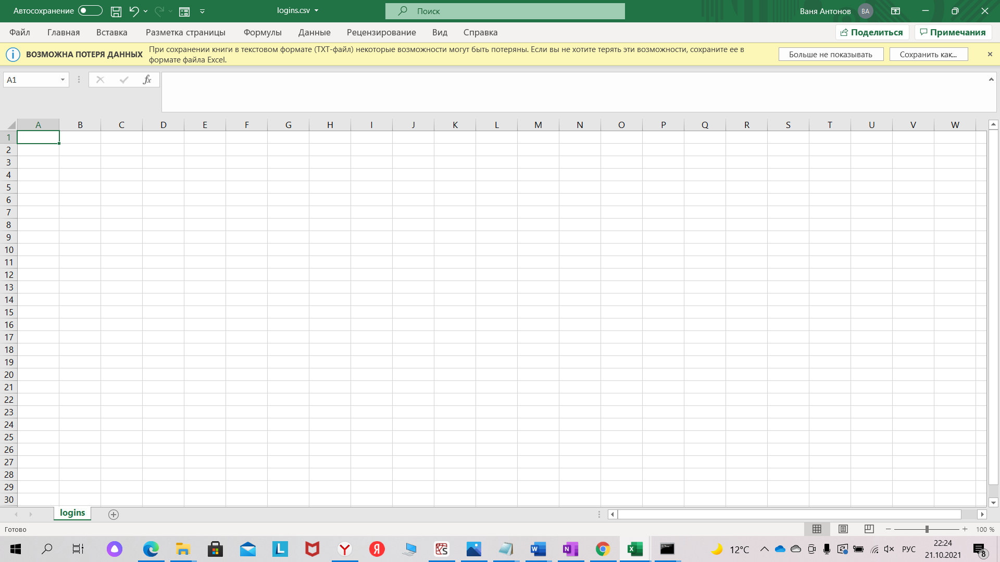 Автосохранение
logins.csv
Поиск
Ваня Антонов
ВА
Файл Главная Вставка Разметка страницы Формулы Данные Рецензирование Вид Справка
Поделиться
Примечания
ВОЗМОЖНА ПОТЕРЯ ДАННЫХ
При сохранении книги в текстовом формате (TXT-файл) некоторые возможности могут быть потеряны. Если вы не хотите терять эти возможности, сохраните ее в
формате файла Excel.
Больше не показывать
Сохранить как...
A1
fx
A B C D E F G H I J K L M N O P Q R S T U V W
1
2
3
4
5
6
7
8
9
10
11
12
13
14
15
16
17
18
19
20
21
22
23
24
25
26
27
28
29
30
logins
Готово
100 %
12°C
РУС
22:24
21.10.2021
8